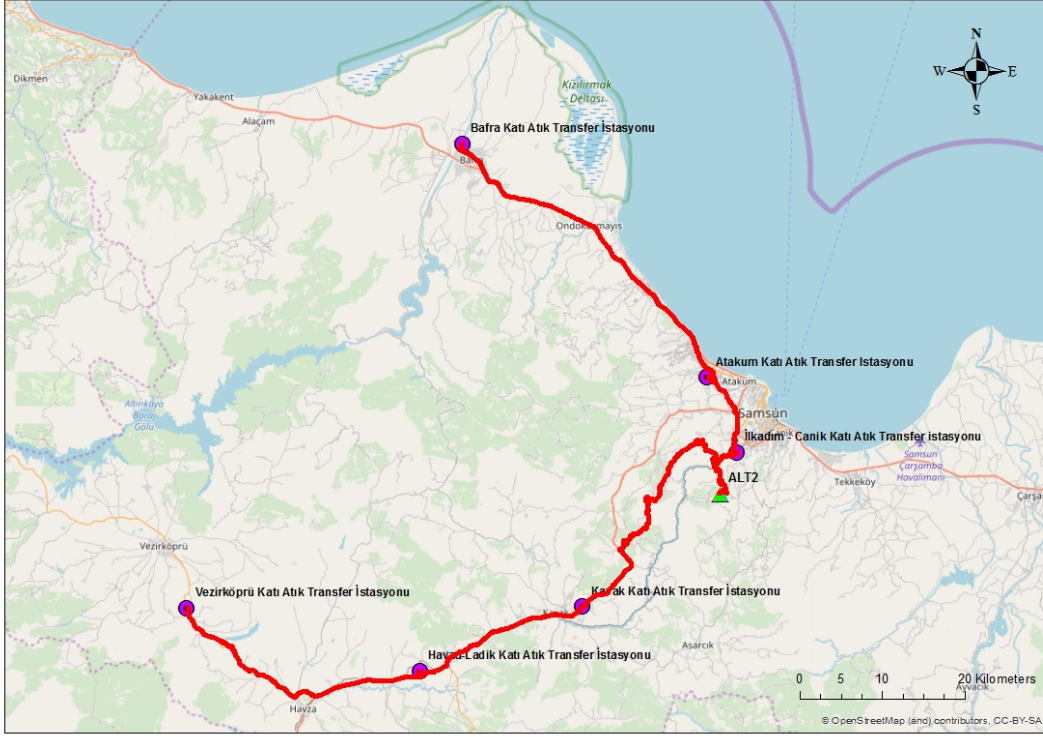 N
W
E
S
Dikmen
Yakakent
Alaçam
Kızılırmak
Deltası
Bafra Katı Atık Transfer İstasyonu
Ondokuzmayıs
Atakum Katı Atık Transfer İstasyonu
Atakum
Samsun
İlkadım - Canik Katı Atık Transfer istasyonu
Altınkaya
Baraj
Gölü
Samsun
Çarşamba
Havalimanı
ALT2
Tekkeköy
Vezirköprü
Vezirköprü Katı Atık Transfer İstasyonu
Kavak Katı Atık Transfer İstasyonu
Asarcık
Havza-Ladik Katı Atık Transfer İstasyonu
Havza
Ayvacık
0 5 10 20 Kilometers
© OpenStreetMap (and) contributors, CC-BY-SA